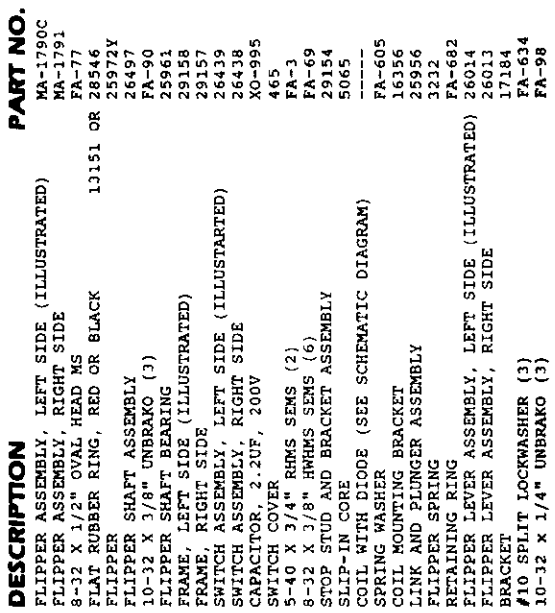 DESCRIPTION PART NO.
FLIPPER ASSEMBLY, LEFT SIDE (ILLUSTRATED) MA-1790C
FLIPPER ASSEMBLY, RIGHT SIDE MA-1791
8-32 X 1/2" OVAL HEAD MS FA-77
FLAT RUBBER RING, RED OR BLACK 13151 OR 28546
FLIPPER 25972Y
FLIPPER SHAFT ASSEMBLY 26497
10-32 X 3/8" UNBRAKO (3) FA-90
FLIPPER SHAFT BEARING 25961
FRAME, LEFT SIDE (ILLUSTRATED) 29158
FRAME, RIGHT SIDE 29157
SWITCH ASSEMBLY, LEFT SIDE (ILLUSTARTED) 26439
SWITCH ASSEMBLY, RIGHT SIDE 26438
CAPACITOR, 2.2UF, 200V XO-995
SWITCH COVER 465
5-40 X 3/4" RHMS SEMS (2) FA-3
8-32 X 3/8" HWHMS SEMS (6) FA-69
STOP STUD AND BRACKET ASSEMBLY 29154
SLIP-IN CORE 5065
COIL WITH DIODE (SEE SCHEMATIC DIAGRAM) -----
SPRING WASHER FA-605
COIL MOUNTING BRACKET 16356
LINK AND PLUNGER ASSEMBLY 25956
FLIPPER SPRING 3232
RETAINING RING FA-682
FLIPPER LEVER ASSEMBLY, LEFT SIDE (ILLUSTRATED) 26014
FLIPPER LEVER ASSEMBLY, RIGHT SIDE 26013
BRACKET 17184
#10 SPLIT LOCKWASHER (3) FA-634
10-32 X 1/4" UNBRAKO (3) FA-98